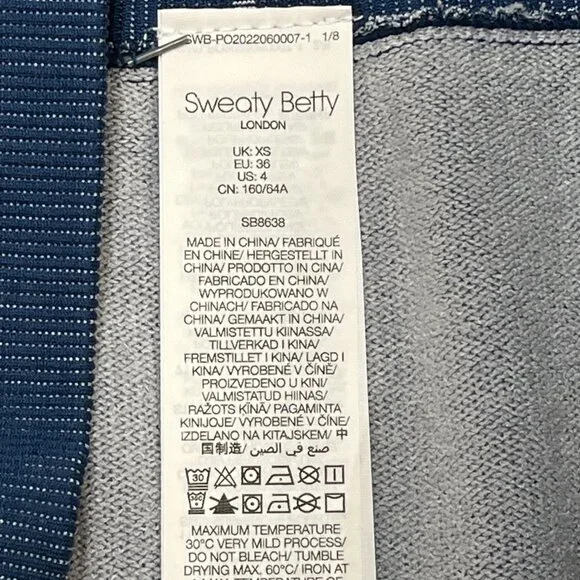 SWB-PO2022060007-1 1/8
Sweaty Betty
LONDON
UK: XS
EU: 36
US: 4
CN: 160/64A
SB8638
MADE IN CHINA/ FABRIQUÉ
EN CHINE/ HERGESTELLT IN
CHINA/ PRODOTTO IN CINA/
FABRICADO EN CHINA/
WYPRODUKOWANO W
CHINACH/ FABRICADO NA
CHINA/ GEMAAKT IN CHINA/
VALMISTETTU KIINASSA/
TILLVERKAD I KINA/
FREMSTILLET I KINA/ LAGD I
KINA/ VYROBENÉ V ČÍNĚ/
PROIZVEDENO U KINI/
VALMISTATUD HIINAS/
RAŽOTS ĶĪNĀ/ PAGAMINTA
KINIJOJE/ VYROBENÉ V ČÍNE/
IZDELANO NA KITAJSKEM/ 中
国制造/ صنع في الصين/
30
MAXIMUM TEMPERATURE
30°C VERY MILD PROCESS/
DO NOT BLEACH/ TUMBLE
DRYING MAX. 60°C/ IRON AT